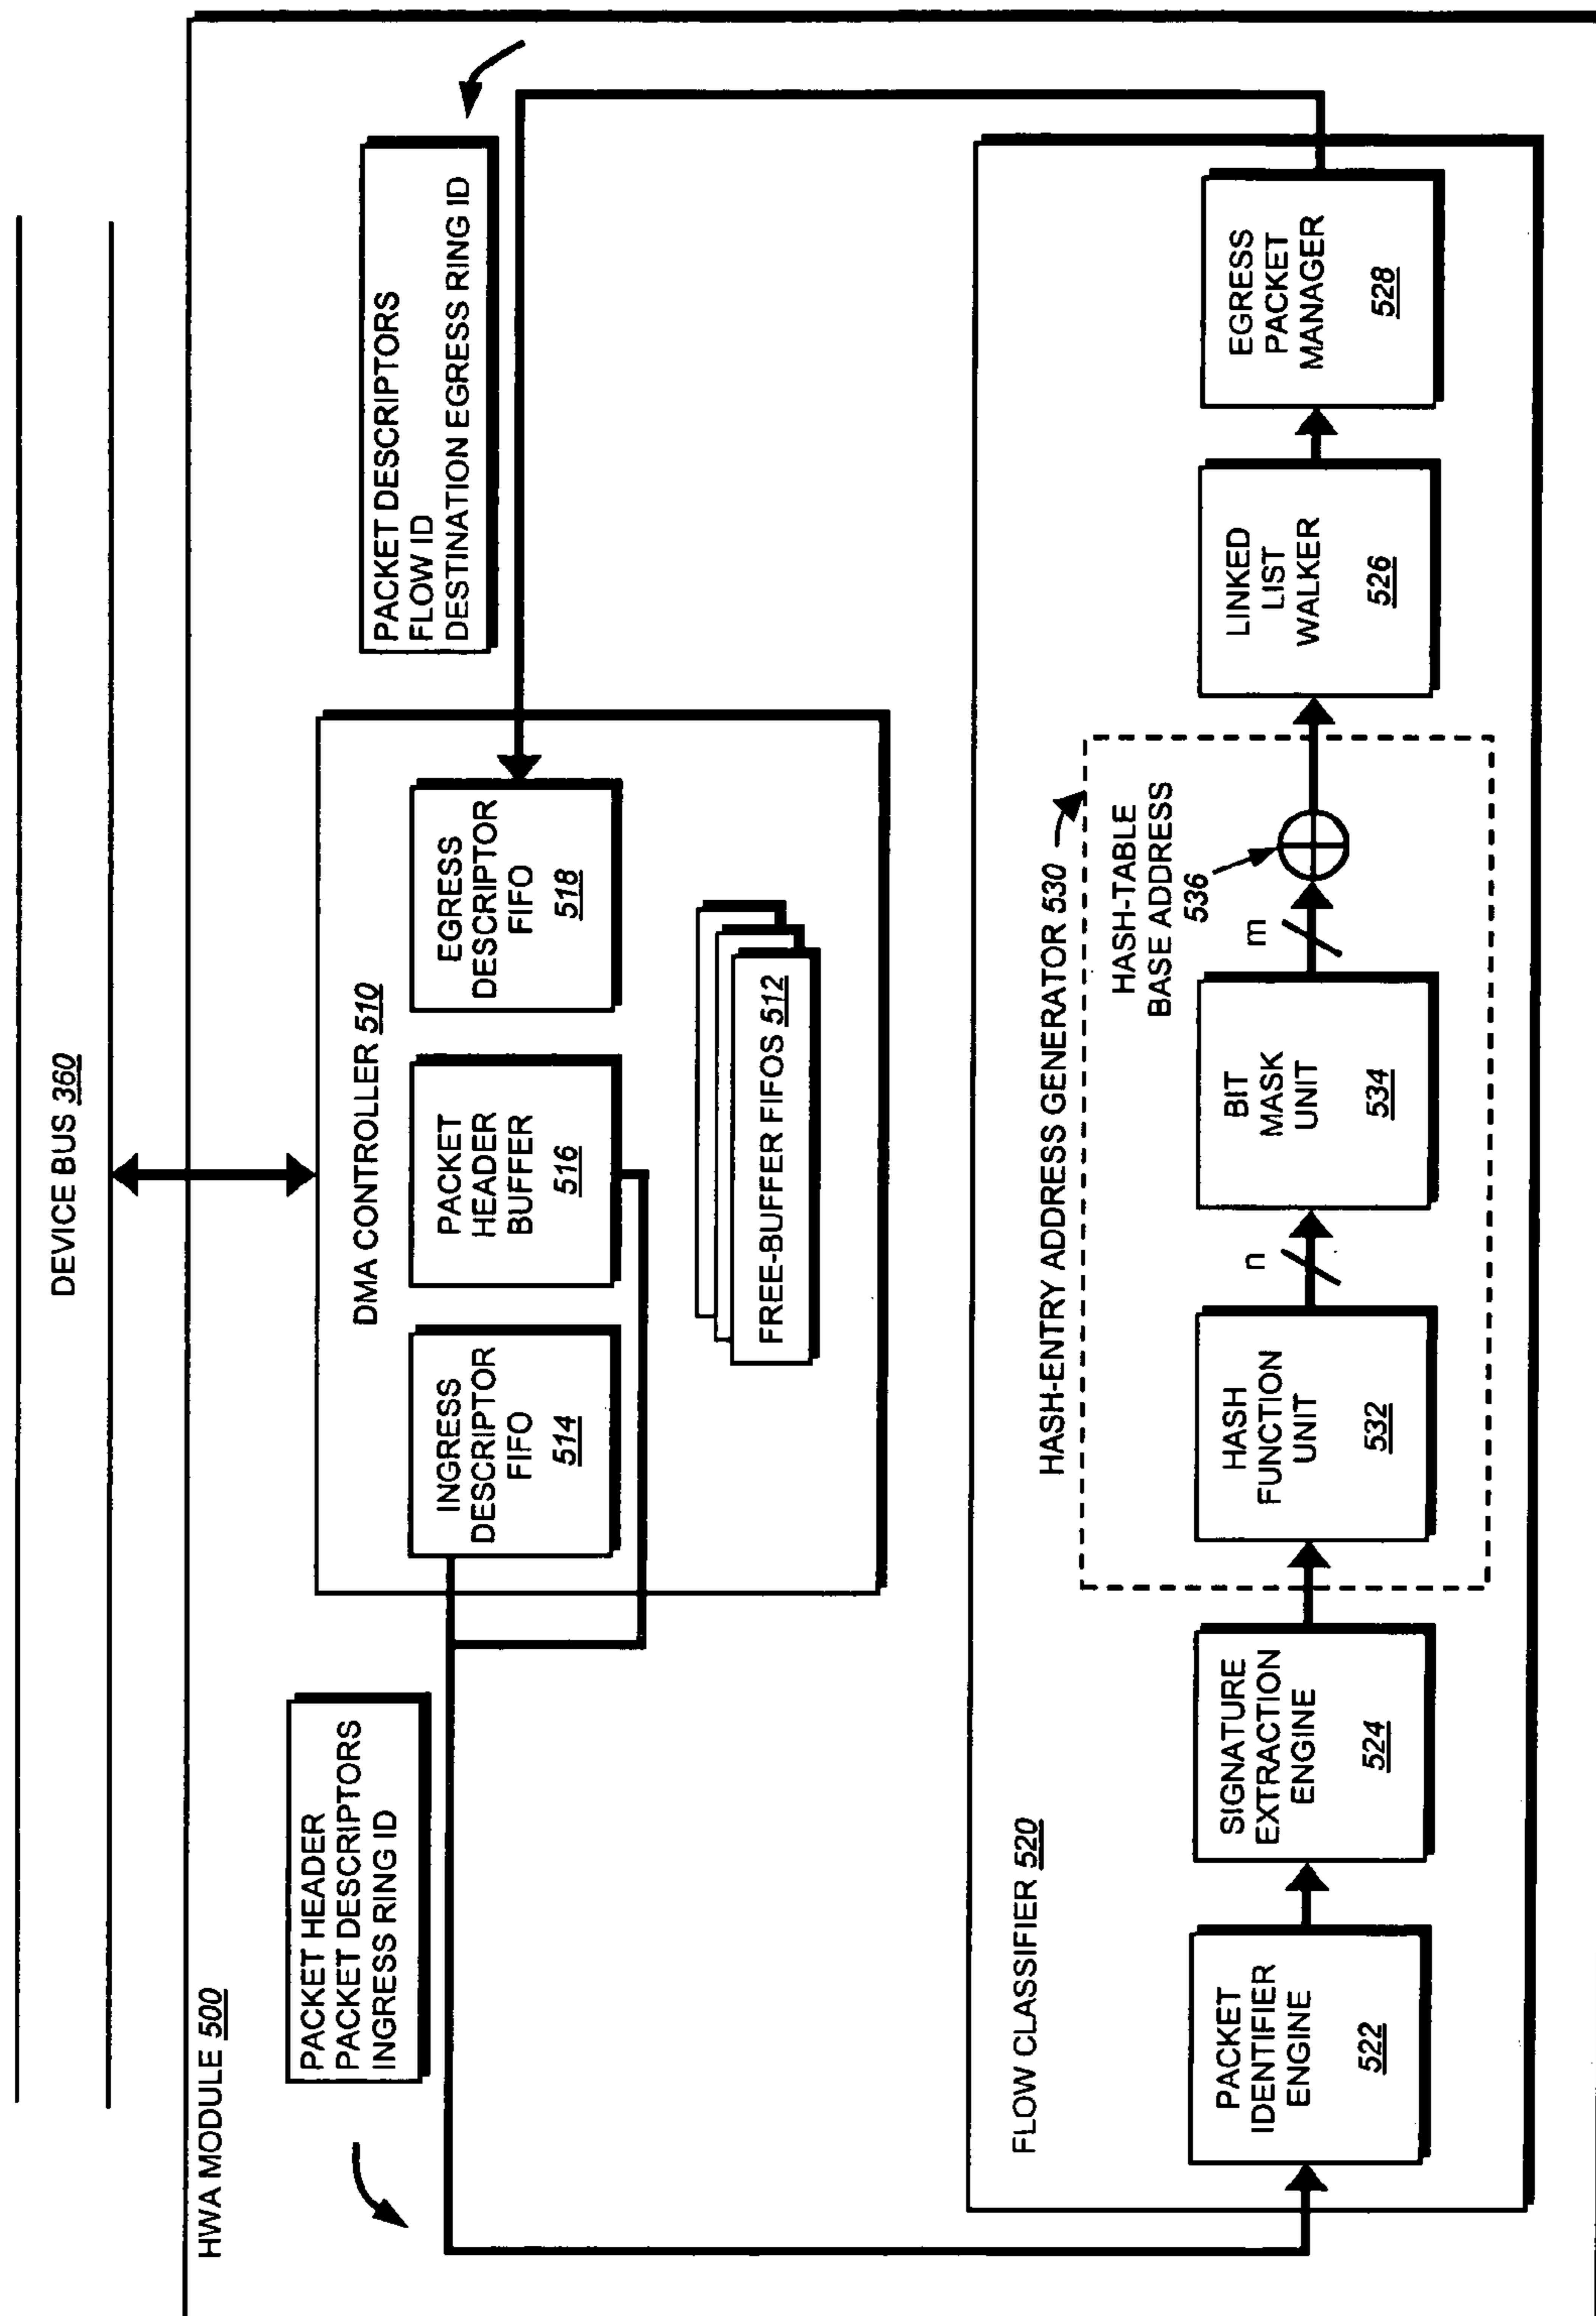 DEVICE BUS 360
HWA MODULE 500
PACKET HEADER
PACKET DESCRIPTORS
INGRESS RING ID
DMA CONTROLLER 510
INGRESS
DESCRIPTOR
FIFO
514
PACKET
HEADER
BUFFER
516
EGRESS
DESCRIPTOR
FIFO
518
FREE-BUFFER FIFOS 512
PACKET DESCRIPTORS
FLOW ID
DESTINATION EGRESS RING ID
FLOW CLASSIFIER 520
HASH-ENTRY ADDRESS GENERATOR 530
PACKET
IDENTIFIER
ENGINE
522
SIGNATURE
EXTRACTION
ENGINE
524
HASH
FUNCTION
UNIT
532
n
BIT
MASK
UNIT
534
m
HASH-TABLE
BASE ADDRESS
536
LINKED
LIST
WALKER
526
EGRESS
PACKET
MANAGER
528